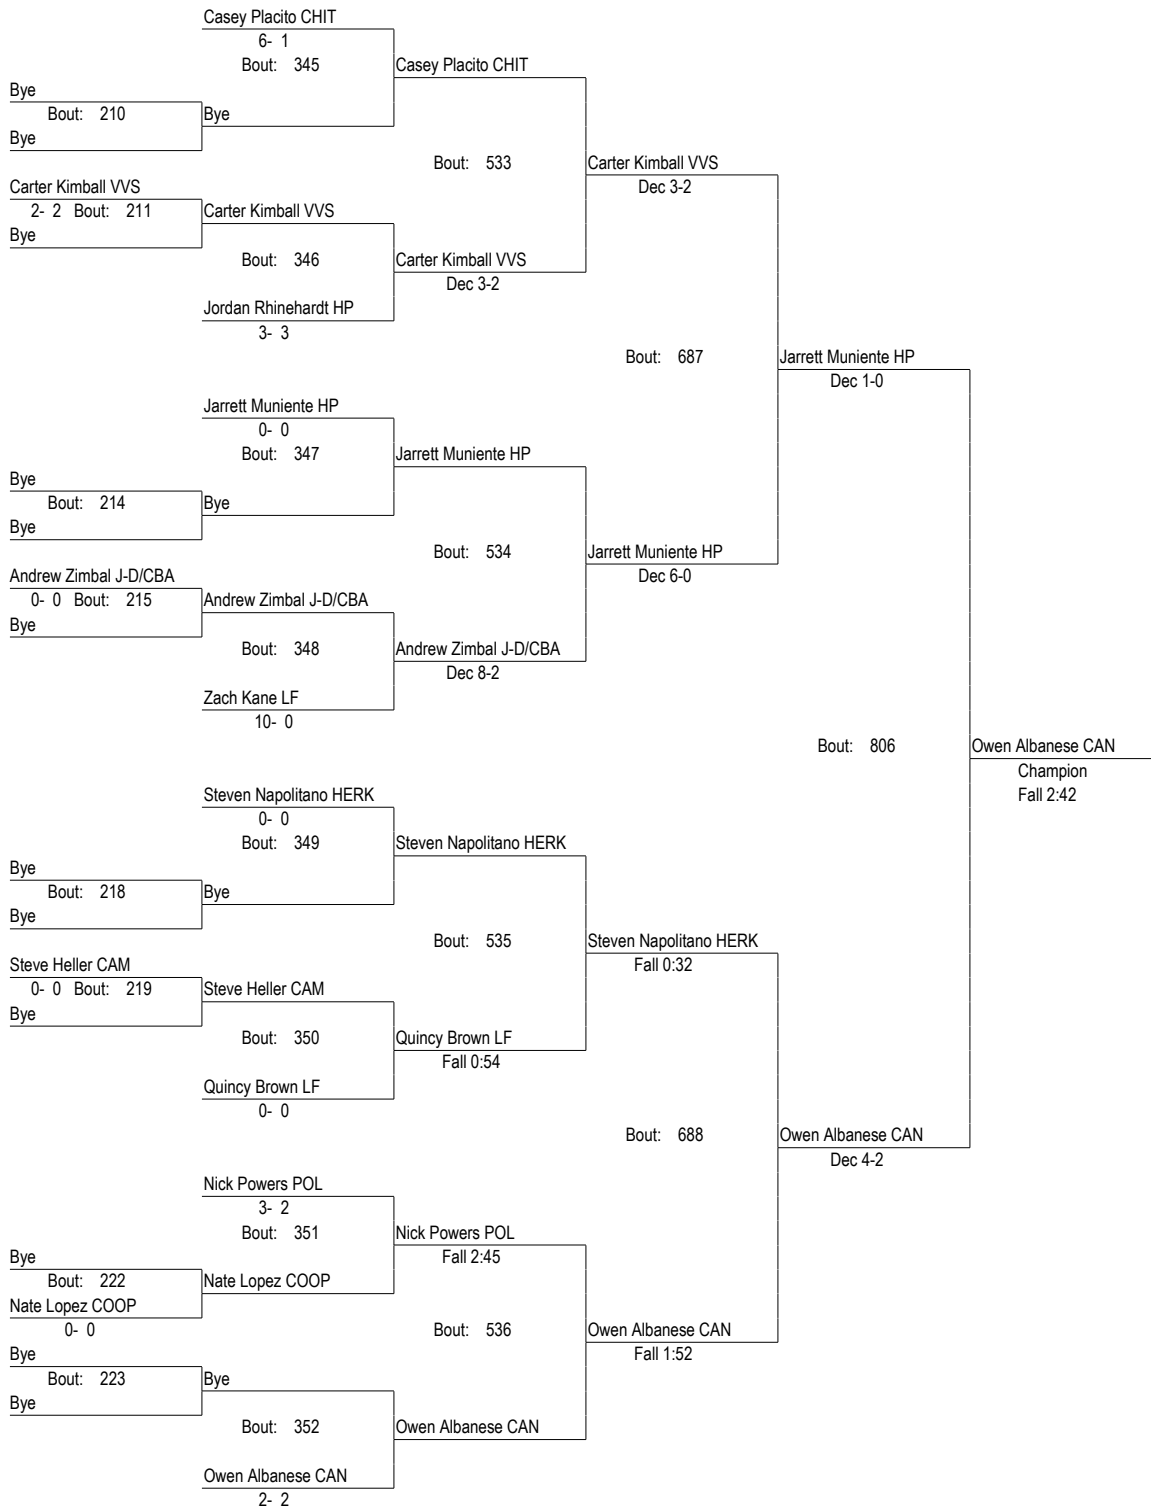 Casey Placito CHIT
6- 1
Bout: 345
Casey Placito CHIT
Bye
Bout: 210
Bye
Bye
Bout: 533
Carter Kimball VVS
Dec 3-2
Carter Kimball VVS
2- 2 Bout: 211
Carter Kimball VVS
Bye
Bout: 346
Carter Kimball VVS
Dec 3-2
Jordan Rhinehardt HP
3- 3
Bout: 687
Jarrett Muniente HP
Dec 1-0
Jarrett Muniente HP
0- 0
Bout: 347
Jarrett Muniente HP
Bye
Bout: 214
Bye
Bye
Bout: 534
Jarrett Muniente HP
Dec 6-0
Andrew Zimbal J-D/CBA
0- 0 Bout: 215
Andrew Zimbal J-D/CBA
Bye
Bout: 348
Andrew Zimbal J-D/CBA
Dec 8-2
Zach Kane LF
10- 0
Bout: 806
Owen Albanese CAN
Champion
Fall 2:42
Steven Napolitano HERK
0- 0
Bout: 349
Steven Napolitano HERK
Bye
Bout: 218
Bye
Bye
Bout: 535
Steven Napolitano HERK
Fall 0:32
Steve Heller CAM
0- 0 Bout: 219
Steve Heller CAM
Bye
Bout: 350
Quincy Brown LF
Fall 0:54
Quincy Brown LF
0- 0
Bout: 688
Owen Albanese CAN
Dec 4-2
Nick Powers POL
3- 2
Bout: 351
Nick Powers POL
Fall 2:45
Bye
Bout: 222
Nate Lopez COOP
Nate Lopez COOP
0- 0
Bout: 536
Owen Albanese CAN
Fall 1:52
Bye
Bout: 223
Bye
Bye
Bout: 352
Owen Albanese CAN
Owen Albanese CAN
2- 2